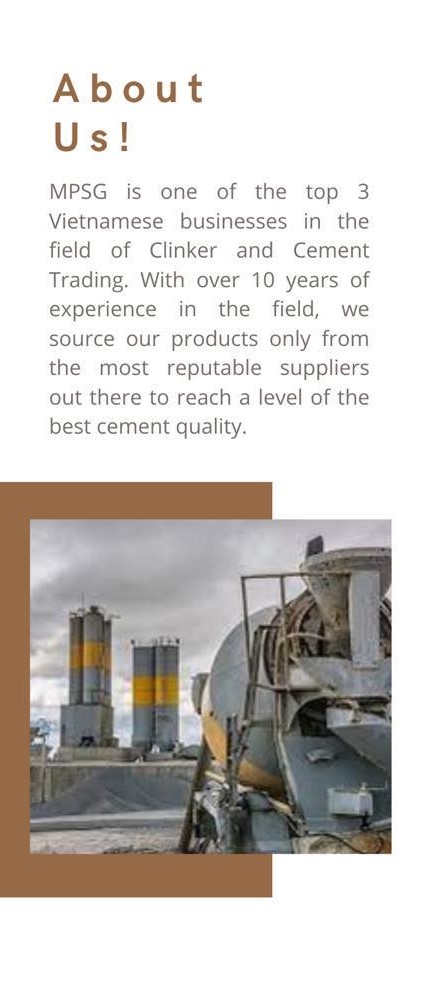 About
Us!
MPSG is one of the top 3
Vietnamese businesses in the
field of Clinker and Cement
Trading. With over 10 years of
experience in the field, we
source our products only from
the most reputable suppliers
out there to reach a level of the
best cement quality.